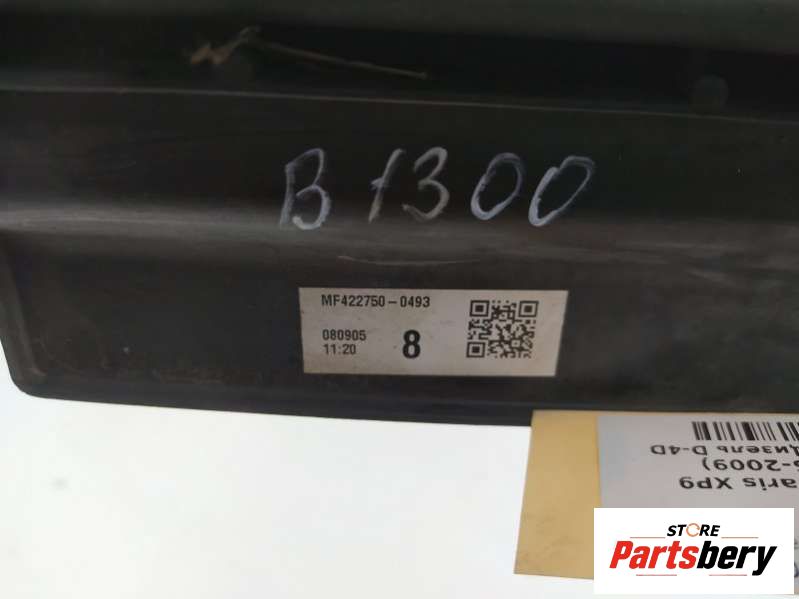 B1300
MF422750-0493
080905
11:20
8
aris XP9
-2009)
Дизель D-4D
STORE
Partsbery